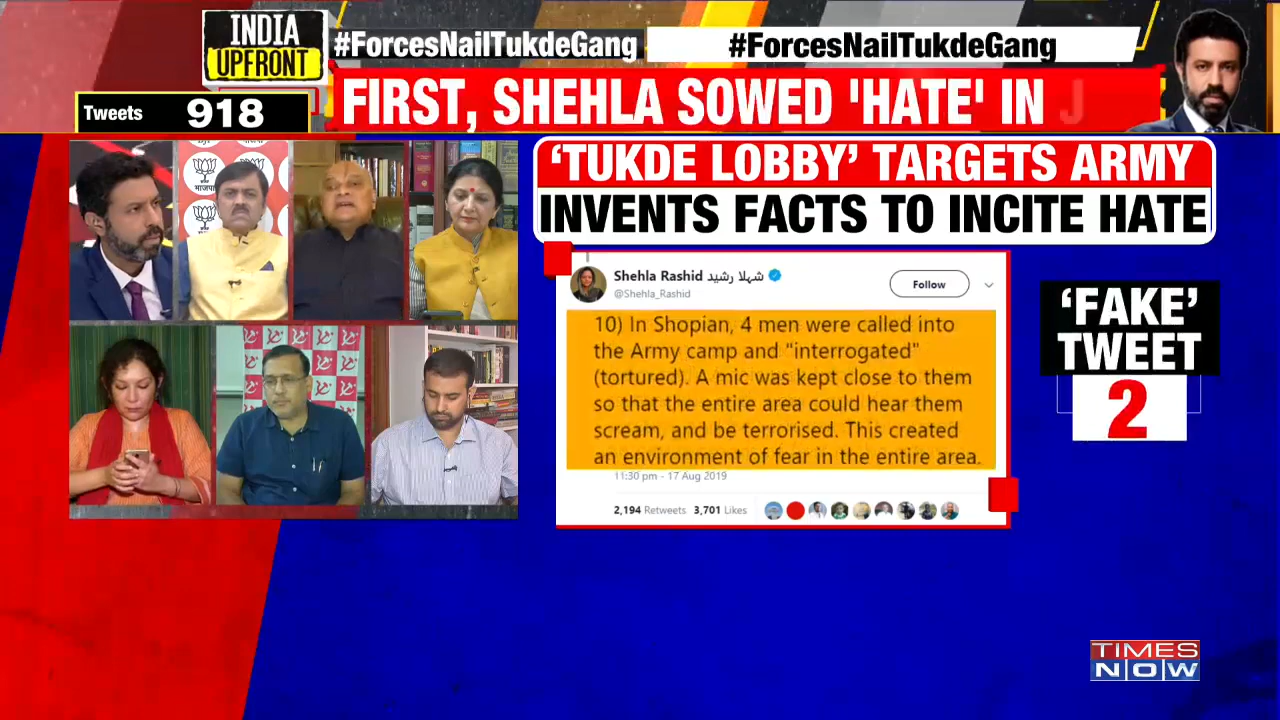 INDIA
UPFRONT
#ForcesNailTukdeGang
#ForcesNailTukdeGang
Tweets 918
FIRST, SHEHLA SOWED 'HATE' IN J
‘TUKDE LOBBY’ TARGETS ARMY
INVENTS FACTS TO INCITE HATE
भाजपा
Shehla Rashid شہلا رشید
@Shehla_Rashid
Follow
10) In Shopian, 4 men were called into
the Army camp and "interrogated"
(tortured). A mic was kept close to them
so that the entire area could hear them
scream, and be terrorised. This created
an environment of fear in the entire area.
11:30 pm - 17 Aug 2019
2,194 Retweets 3,701 Likes
‘FAKE’
TWEET
2
TIMES
NOW